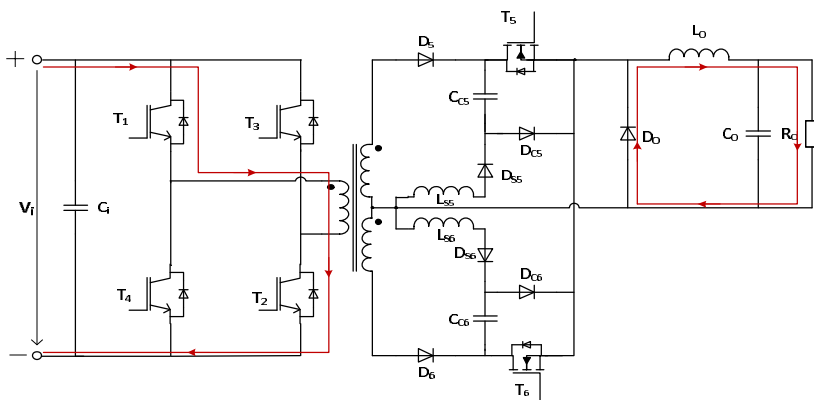 T5
D5
LO
+
T1
T3
CC5
DC5
DS5
DO
CO
RO
Vi
Ci
LS5
LS6
DS6
T4
T2
DC6
CC6
D6
T6
−